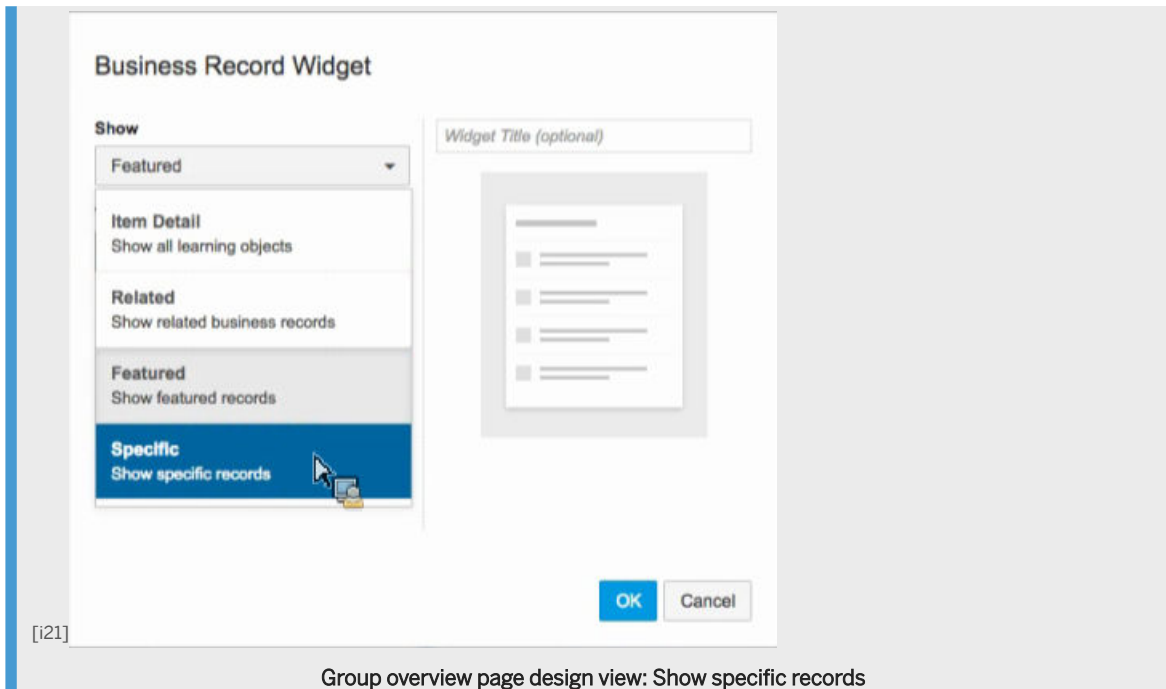 Business Record Widget
Show
Widget Title (optional)
Featured
Item Detail
Show all learning objects
Related
Show related business records
Featured
Show featured records
Specific
Show specific records
OK
Cancel
[i21]
Group overview page design view: Show specific records